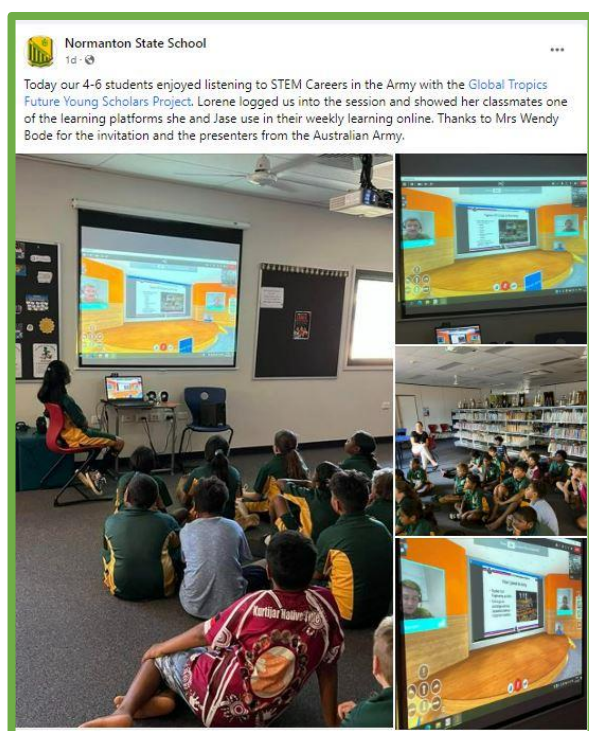 Normanton State School
1d ·
Today our 4-6 students enjoyed listening to STEM Careers in the Army with the Global Tropics
Future Young Scholars Project. Lorene logged us into the session and showed her classmates one
of the learning platforms she and Jase use in their weekly learning online. Thanks to Mrs Wendy
Bode for the invitation and the presenters from the Australian Army.
Kurtijar Native